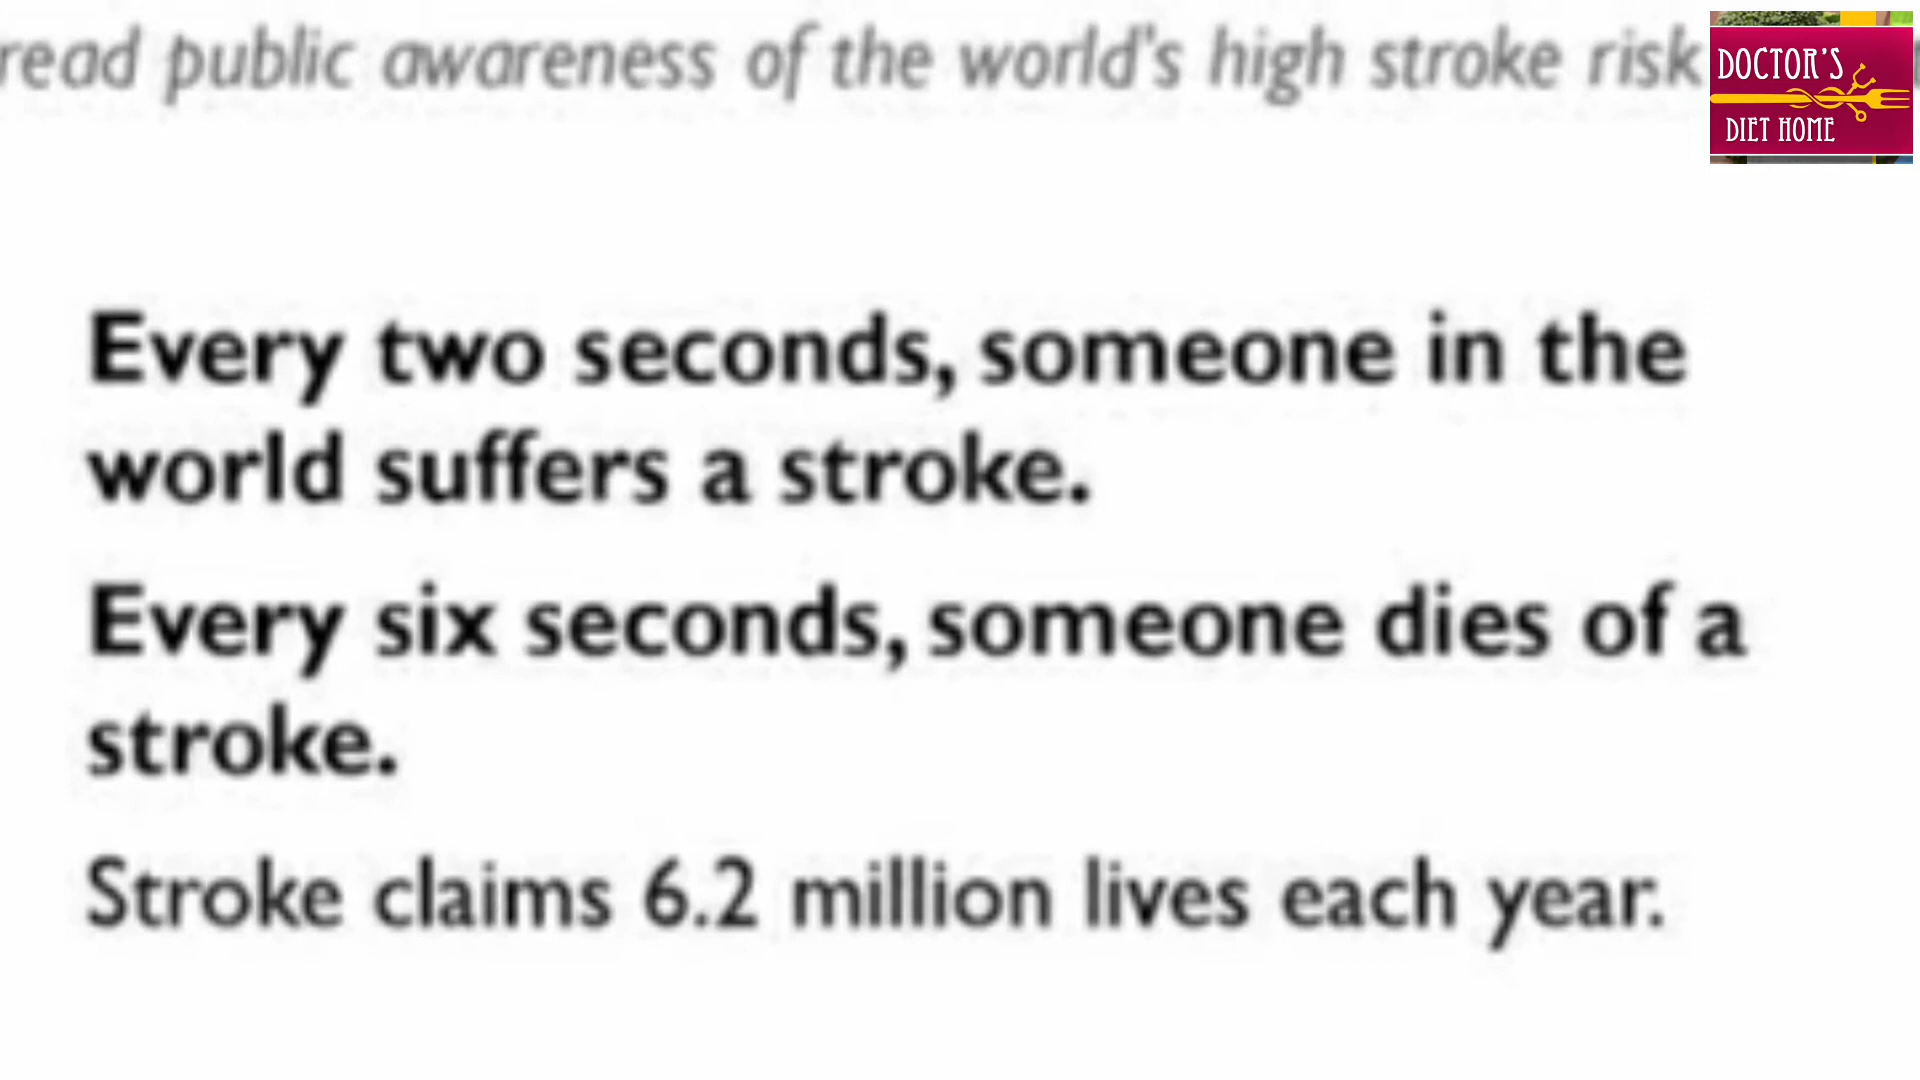 read public awareness of the world's high stroke risk
DOCTOR'S
DIET HOME
Every two seconds, someone in the
world suffers a stroke.
Every six seconds, someone dies of a
stroke.
Stroke claims 6.2 million lives each year.